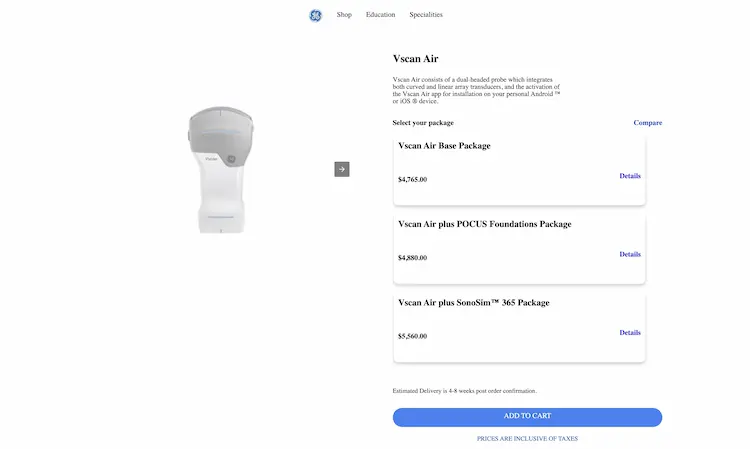 Shop Education Specialities
Vscan Air
Vscan Air consists of a dual-headed probe which integrates
both curved and linear array transducers, and the activation of
the Vscan Air app for installation on your personal Android ™
or iOS ® device.
Select your package Compare
Vscan Air Base Package
$4,765.00 Details
Vscan Air plus POCUS Foundations Package
$4,880.00 Details
Vscan Air plus SonoSim™ 365 Package
$5,560.00 Details
Estimated Delivery is 4-8 weeks post order confirmation.
ADD TO CART
PRICES ARE INCLUSIVE OF TAXES